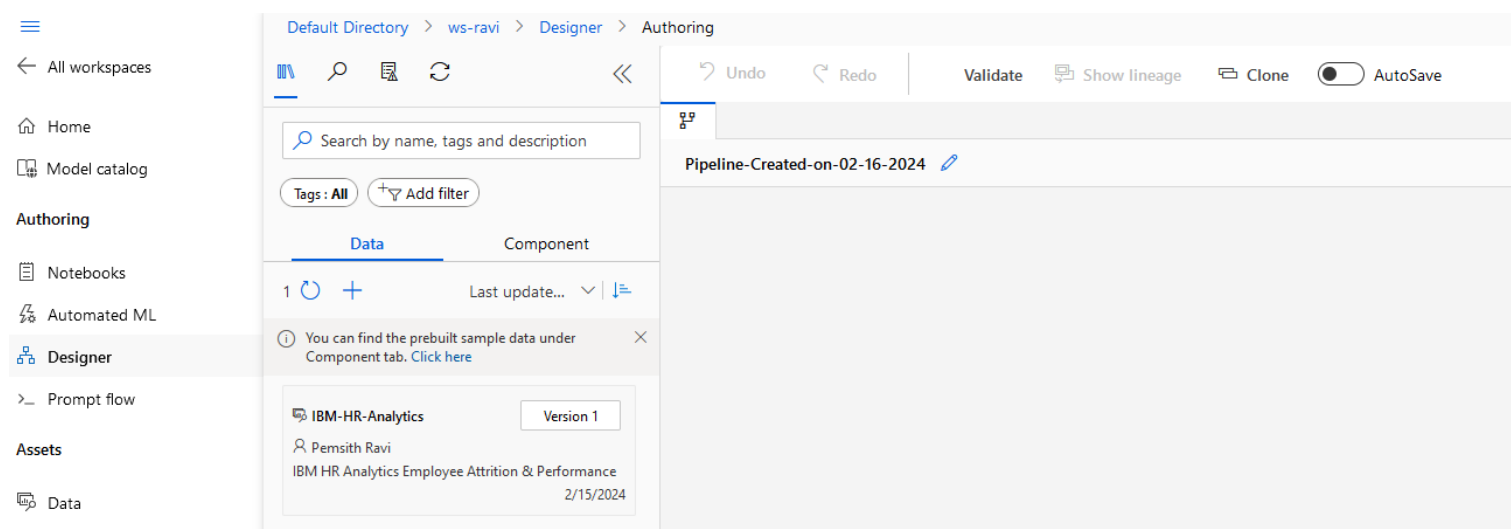 Default Directory > ws-ravi > Designer > Authoring
All workspaces
Home
Model catalog
Authoring
Notebooks
Automated ML
Designer
Prompt flow
Assets
Data
Search by name, tags and description
Tags : All
Add filter
Data Component
1
Last update...
You can find the prebuilt sample data under
Component tab. Click here
IBM-HR-Analytics
Version 1
Pemsith Ravi
IBM HR Analytics Employee Attrition & Performance
2/15/2024
Undo Redo Validate Show lineage Clone AutoSave
Pipeline-Created-on-02-16-2024